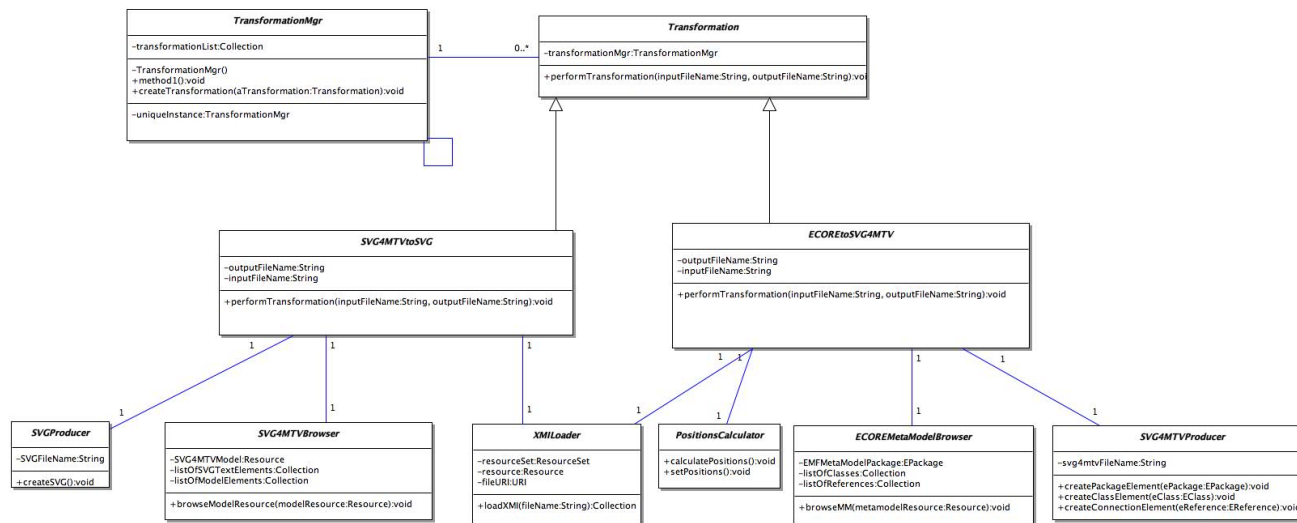 TransformationMgr
-transformationList:Collection
-TransformationMgr()
+method1():void
+createTransformation(aTransformation:Transformation):void
-uniqueInstance:TransformationMgr
1
0..*
Transformation
-transformationMgr:TransformationMgr
+performTransformation(inputFileName:String, outputFileName:String):voi
SVG4MTVtoSVG
-outputFileName:String
-inputFileName:String
+performTransformation(inputFileName:String, outputFileName:String):void
ECOREtoSVG4MTV
-outputFileName:String
-inputFileName:String
+performTransformation(inputFileName:String, outputFileName:String):void
1
1
1
1
1
1
1
1
1
1
1
1
1
1
SVGProducer
-SVGFileName:String
+createSVG():void
SVG4MTVBrowser
-SVG4MTVModel:Resource
-listOfSVGTextElements:Collection
-listOfModelElements:Collection
+browseModelResource(modelResource:Resource):void
XMILoader
-resourceSet:ResourceSet
-resource:Resource
-fileURI:URI
+loadXMI(fileName:String):Collection
PositionsCalculator
+calculatePositions():void
+setPositions():void
ECOREMetaModelBrowser
-EMFMetaModelPackage:EPackage
-listOfClasses:Collection
-listOfReferences:Collection
+browseMM(metamodelResource:Resource):void
SVG4MTVProducer
-svg4mtvFileName:String
+createPackageElement(ePackage:EPackage):void
+createClassElement(eClass:EClass):void
+createConnectionElement(eReference:EReference):void